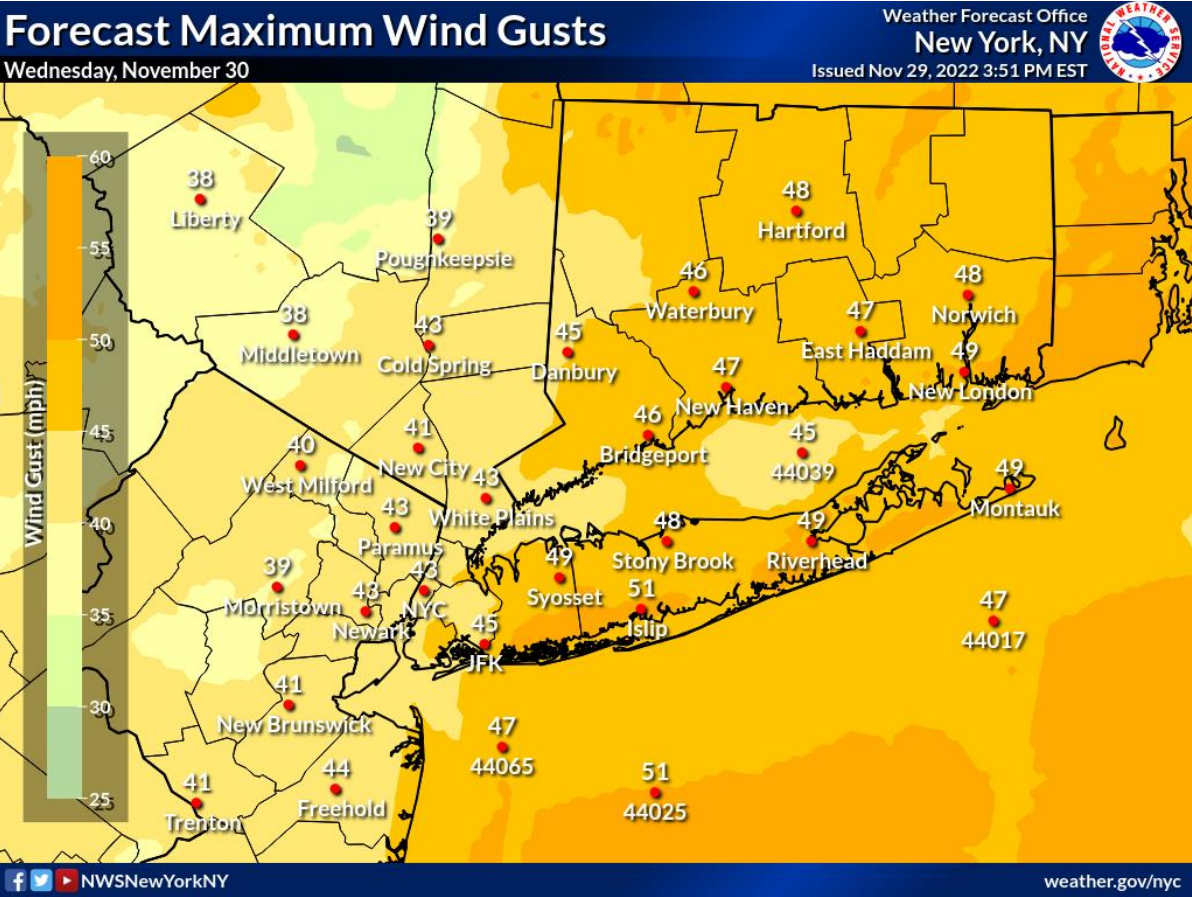 Forecast Maximum Wind Gusts
Wednesday, November 30
Weather Forecast Office
New York, NY
Issued Nov 29, 2022 3:51 PM EST
NATIONAL WEATHER SERVICE
Wind Gust (mph)
60
55
50
45
40
35
30
25
38
Liberty
39
Poughkeepsie
48
Hartford
46
Waterbury
48
Norwich
38
Middletown
43
Cold Spring
45
Danbury
47
East Haddam
49
New London
47
New Haven
46
Bridgeport
45
44039
41
New City
40
West Milford
43
White Plains
49
Montauk
43
Paramus
48
Stony Brook
49
Riverhead
39
Morristown
43
Newark
43
NYC
49
Syosset
51
Islip
45
JFK
47
44017
41
New Brunswick
47
44065
51
44025
41
Trenton
44
Freehold
NWSNewYorkNY
weather.gov/nyc